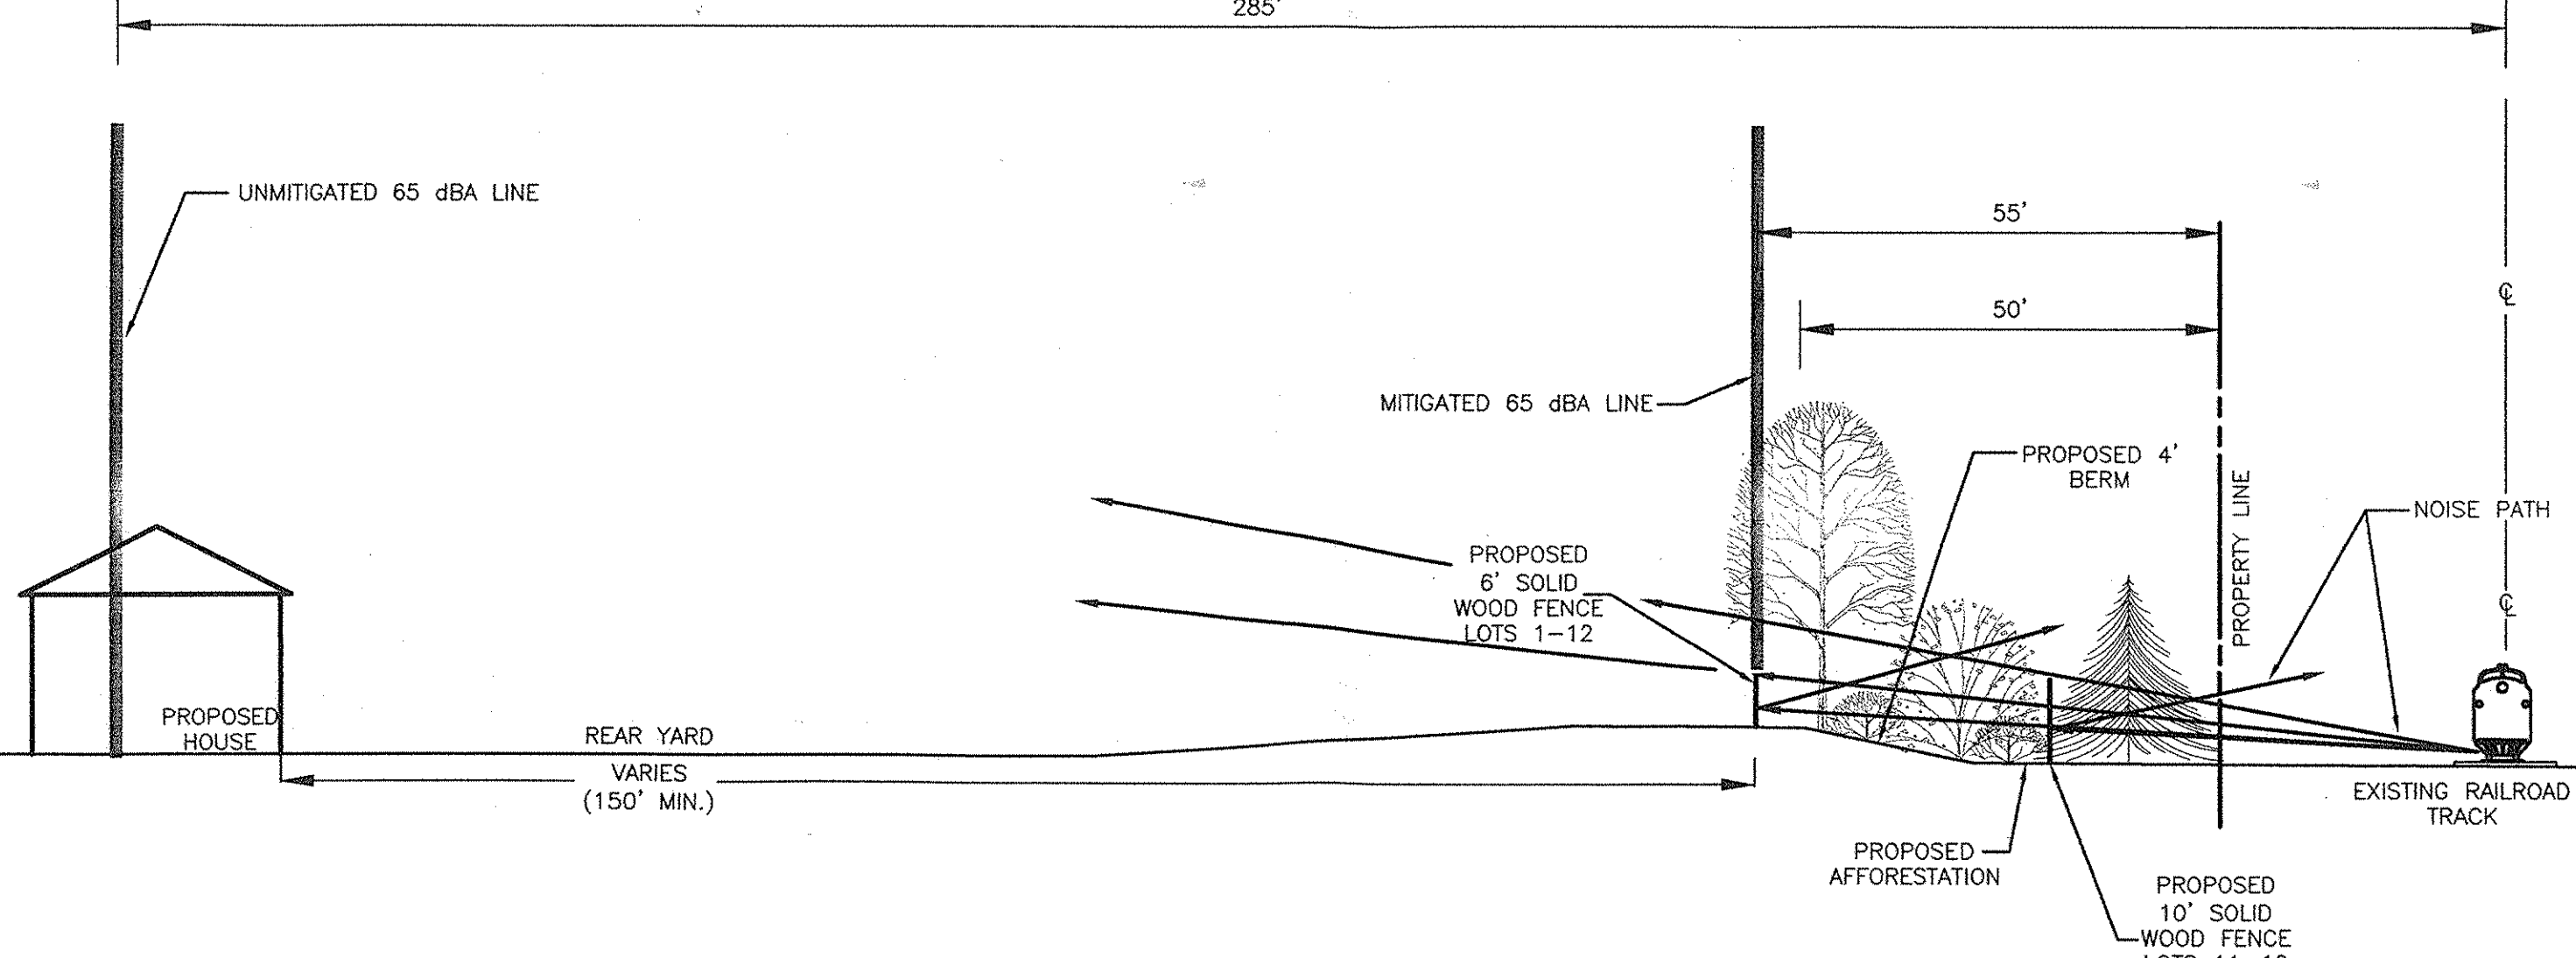 285'
UNMITIGATED 65 dBA LINE
55'
50'
℄
MITIGATED 65 dBA LINE
PROPOSED 4'
BERM
PROPERTY LINE
NOISE PATH
PROPOSED
6' SOLID
WOOD FENCE
LOTS 1-12
℄
PROPOSED
HOUSE
REAR YARD
VARIES
(150' MIN.)
EXISTING RAILROAD
TRACK
PROPOSED
AFFORESTATION
PROPOSED
10' SOLID
WOOD FENCE